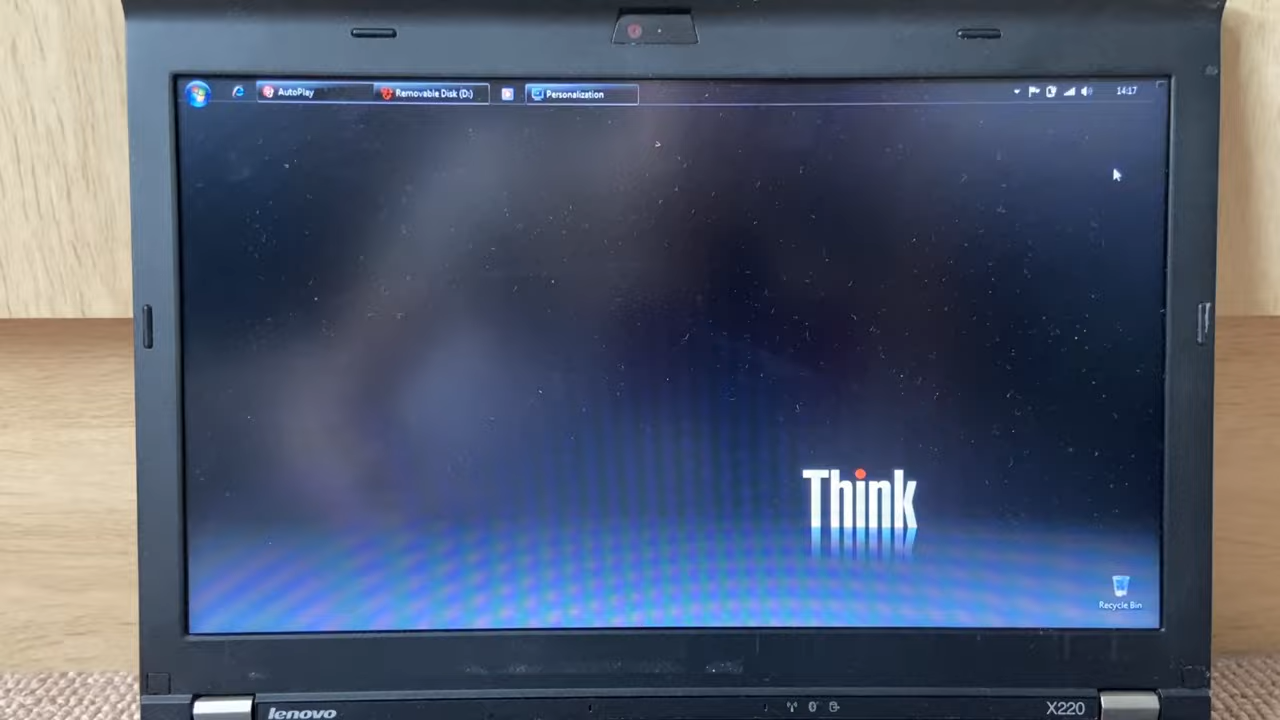 AutoPlay
Removable Disk (D:)
Personalization
14:17
Think
Recycle Bin
lenovo
X220